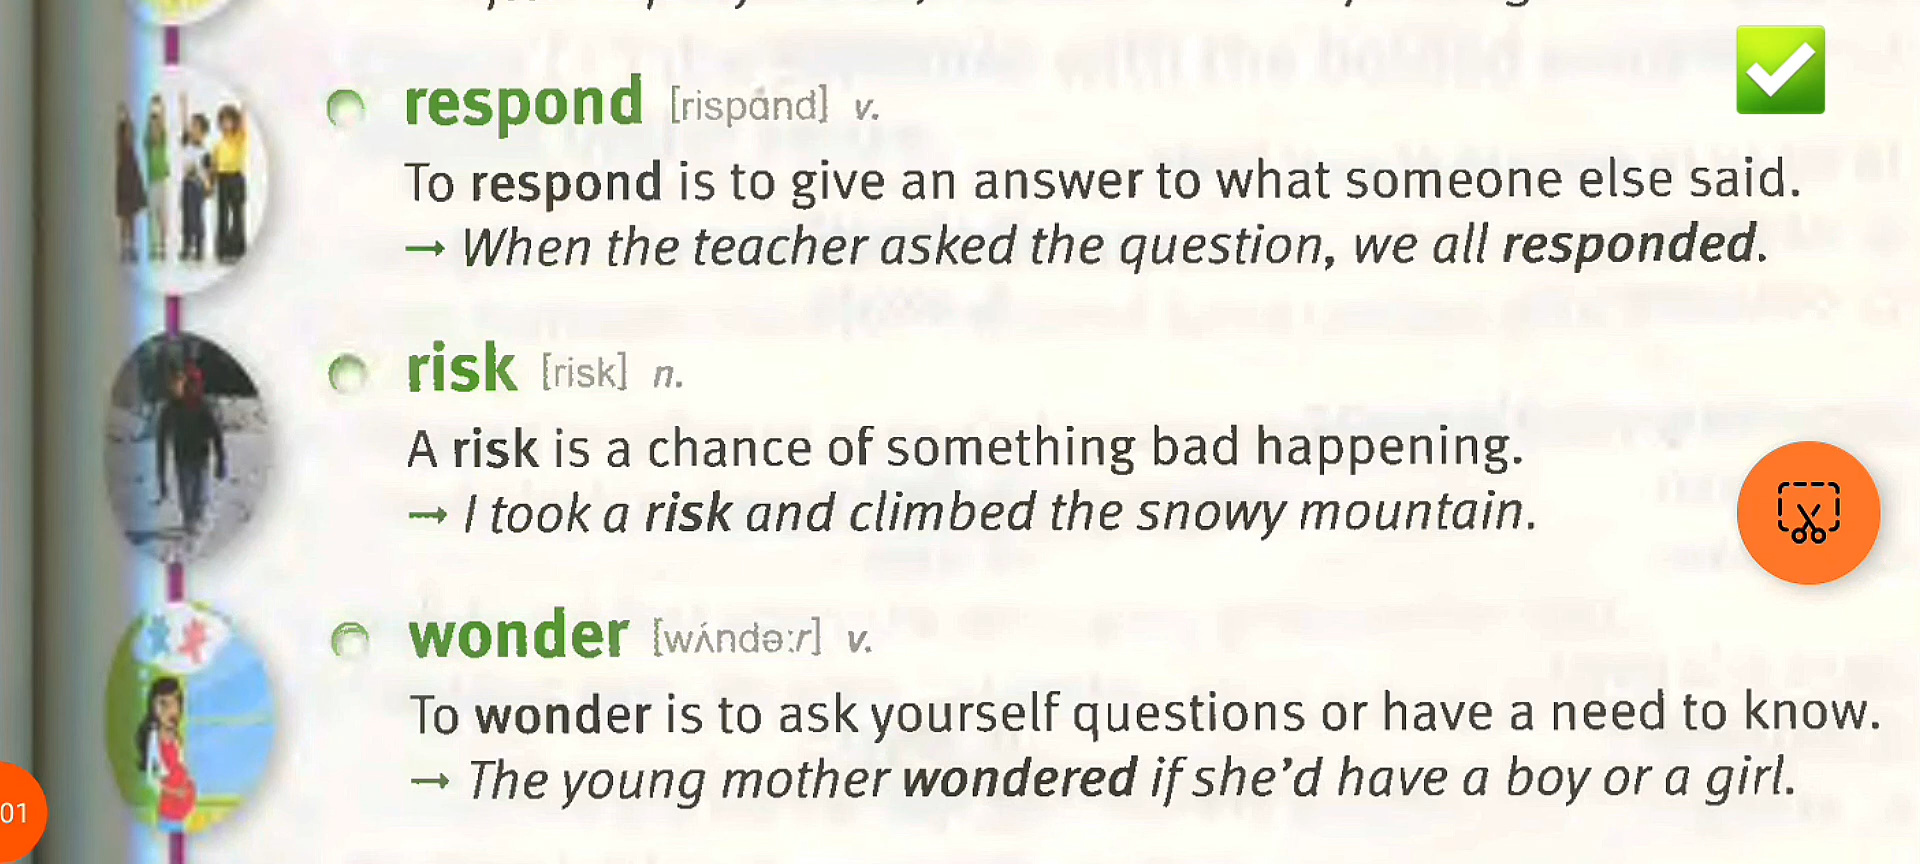 respond [rispánd] v.
To respond is to give an answer to what someone else said.
→ When the teacher asked the question, we all responded.
risk [risk] n.
A risk is a chance of something bad happening.
→ I took a risk and climbed the snowy mountain.
wonder [wʌ́ndəːr] v.
To wonder is to ask yourself questions or have a need to know.
→ The young mother wondered if she’d have a boy or a girl.
01